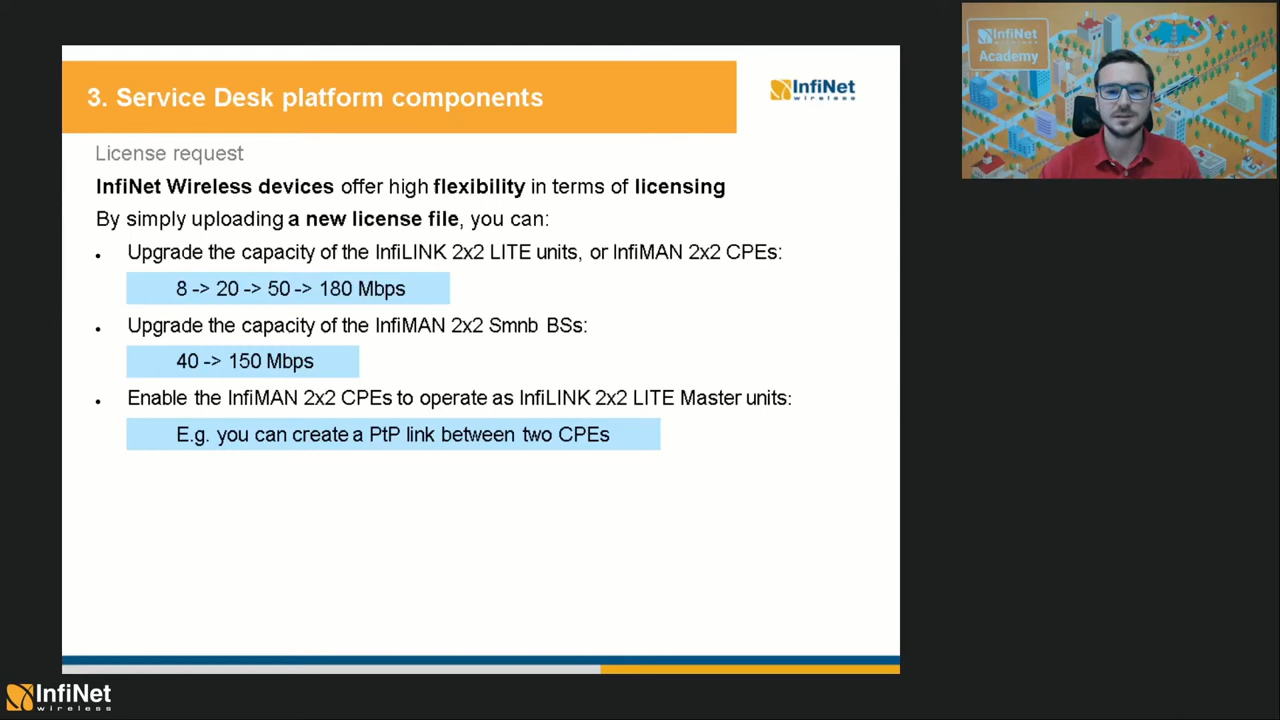 3. Service Desk platform components
InfiNet
wireless
InfiNet
wireless
Academy
License request
InfiNet Wireless devices offer high flexibility in terms of licensing
By simply uploading a new license file, you can:
• Upgrade the capacity of the InfiLINK 2x2 LITE units, or InfiMAN 2x2 CPEs:
8 -> 20 -> 50 -> 180 Mbps
• Upgrade the capacity of the InfiMAN 2x2 Smnb BSs:
40 -> 150 Mbps
• Enable the InfiMAN 2x2 CPEs to operate as InfiLINK 2x2 LITE Master units:
E.g. you can create a PtP link between two CPEs
InfiNet
wireless